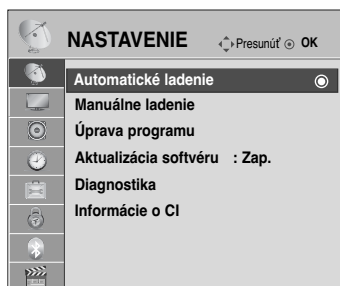 NASTAVENIE Presunúť OK
Automatické ladenie
Manuálne ladenie
Úprava programu
Aktualizácia softvéru : Zap.
Diagnostika
Informácie o CI